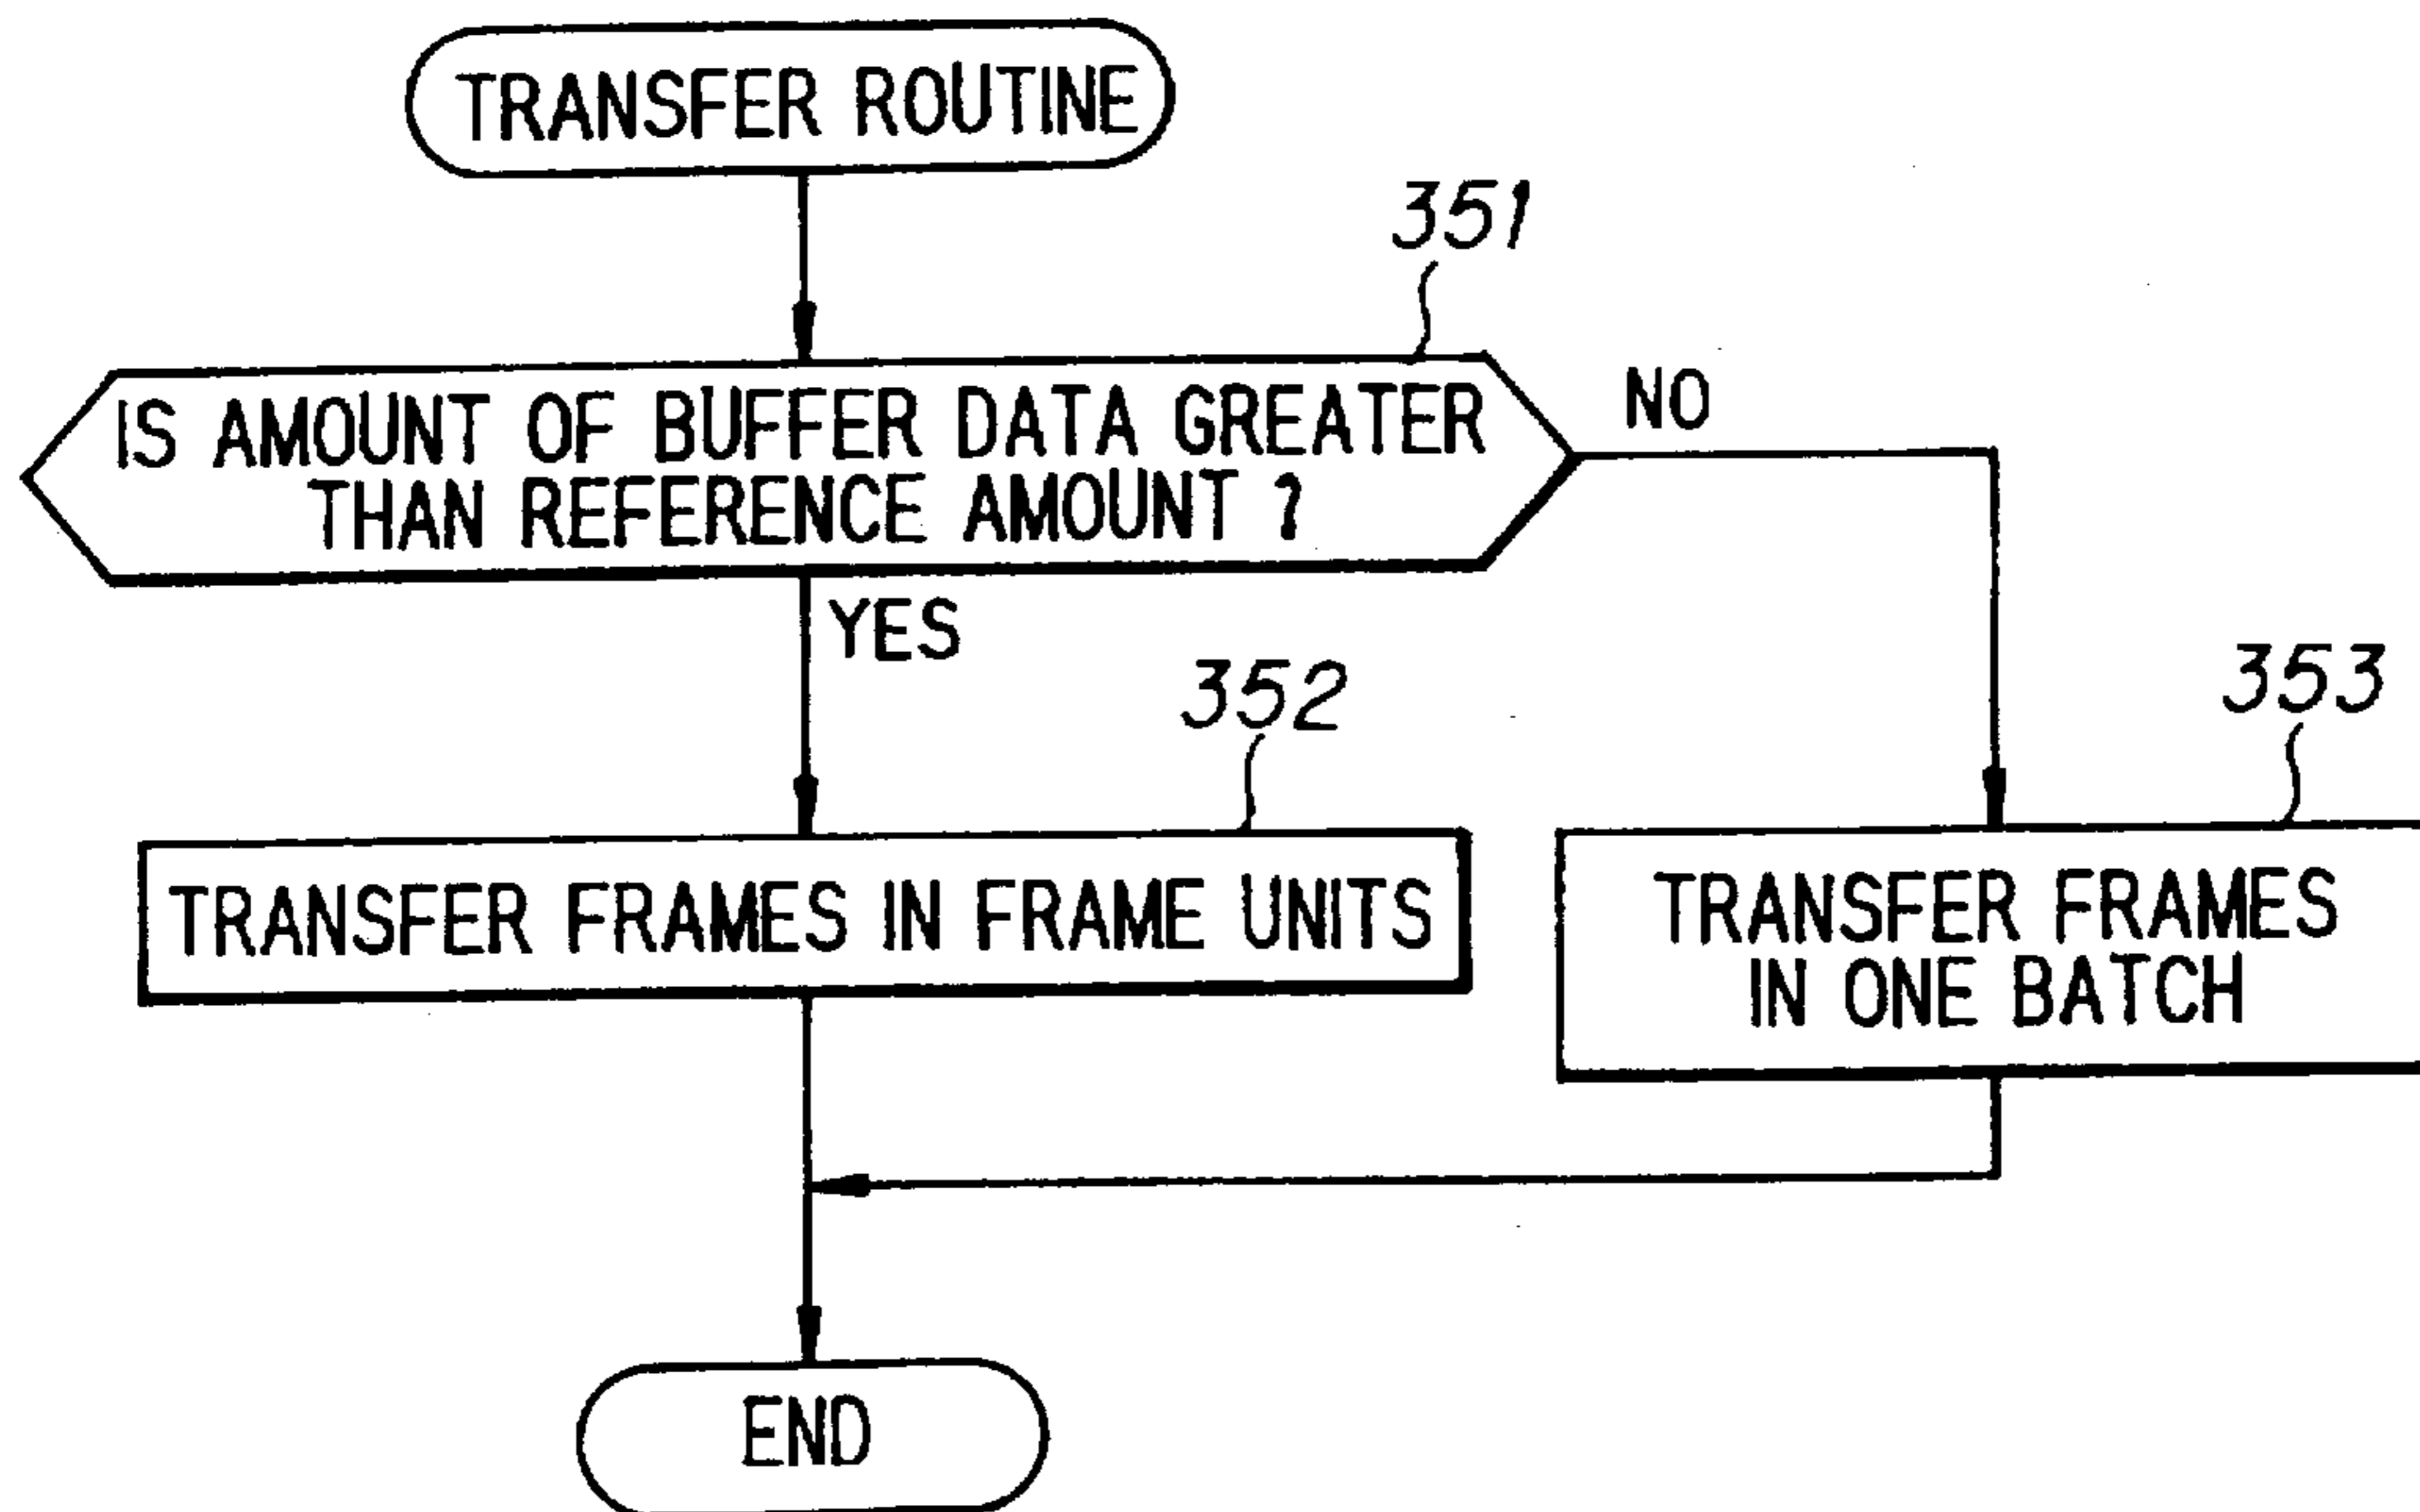 TRANSFER ROUTINE
351
IS AMOUNT OF BUFFER DATA GREATER
THAN REFERENCE AMOUNT ?
NO
YES
352
353
TRANSFER FRAMES IN FRAME UNITS
TRANSFER FRAMES
IN ONE BATCH
END